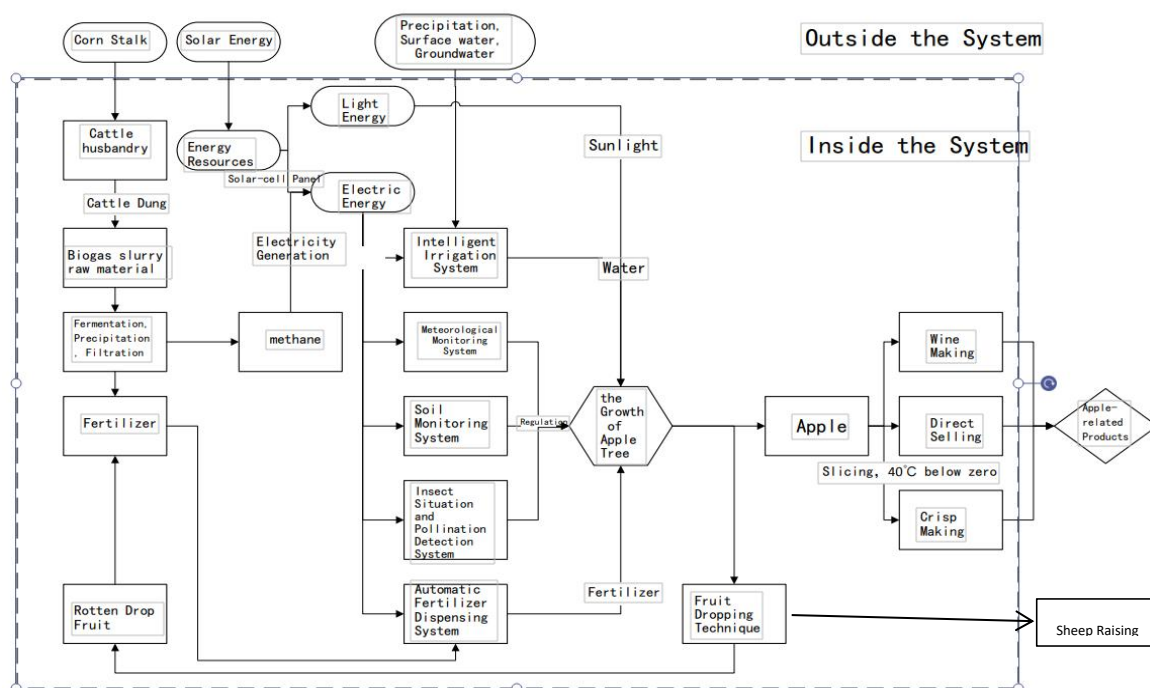 Corn Stalk
Solar Energy
Precipitation,
Surface water,
Groundwater
Outside the System
Light
Energy
Cattle
husbandry
Energy
Resources
Sunlight
Inside the System
Solar-cell Panel
Electric
Energy
Cattle Dung
Electricity
Generation
Biogas slurry
raw material
Intelligent
Irrigation
System
Water
Fermentation,
Precipitation
, Filtration
methane
Meteorological
Monitoring
System
Wine
Making
Fertilizer
Soil
Monitoring
System
Regulation
the
Growth
of
Apple
Tree
Apple
Direct
Selling
Apple-
related
Products
Slicing, 40℃ below zero
Insect
Situation
and
Pollination
Detection
System
Crisp
Making
Rotten Drop
Fruit
Automatic
Fertilizer
Dispensing
System
Fertilizer
Fruit
Dropping
Technique
Sheep Raising